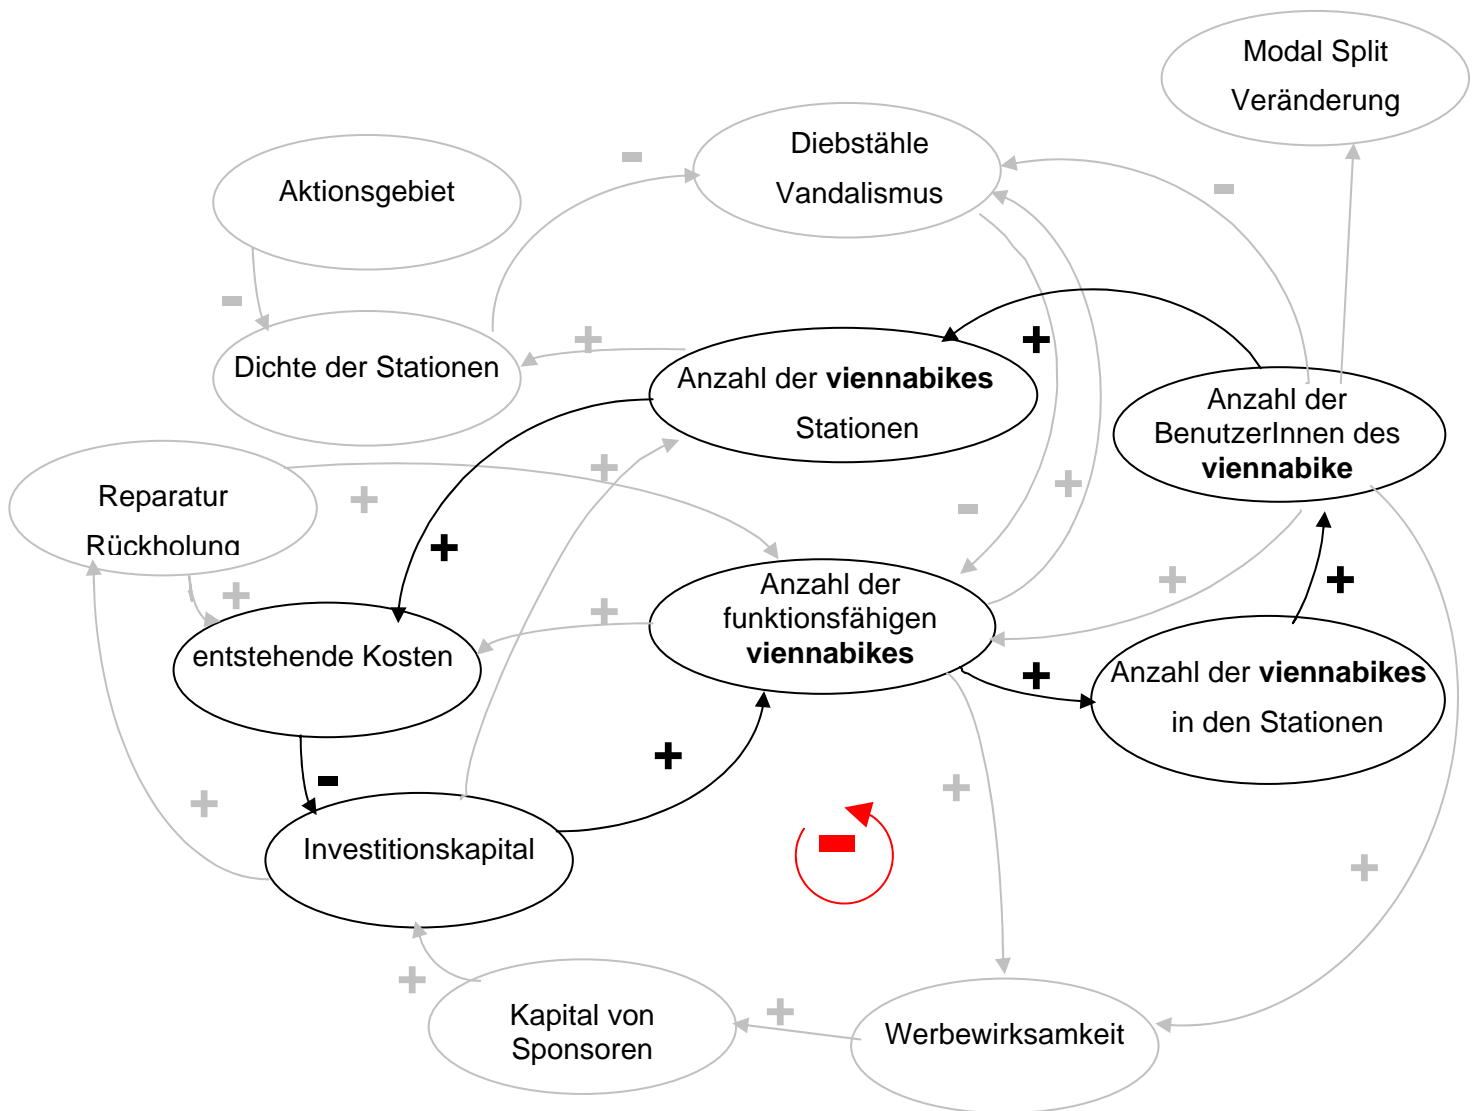 Modal Split
Veränderung
Diebstähle
Vandalismus
-
-
Aktionsgebiet
-
Dichte der Stationen
+
+
Anzahl der viennabikes
Stationen
Anzahl der
BenutzerInnen des
viennabike
Reparatur
Rückholung
+
+
+
-
+
+
+
+
Anzahl der
funktionsfähigen
viennabikes
+
+
entstehende Kosten
+
Anzahl der viennabikes
in den Stationen
-
+
+
+
Investitionskapital
-
+
+
Kapital von
Sponsoren
+
Werbewirksamkeit